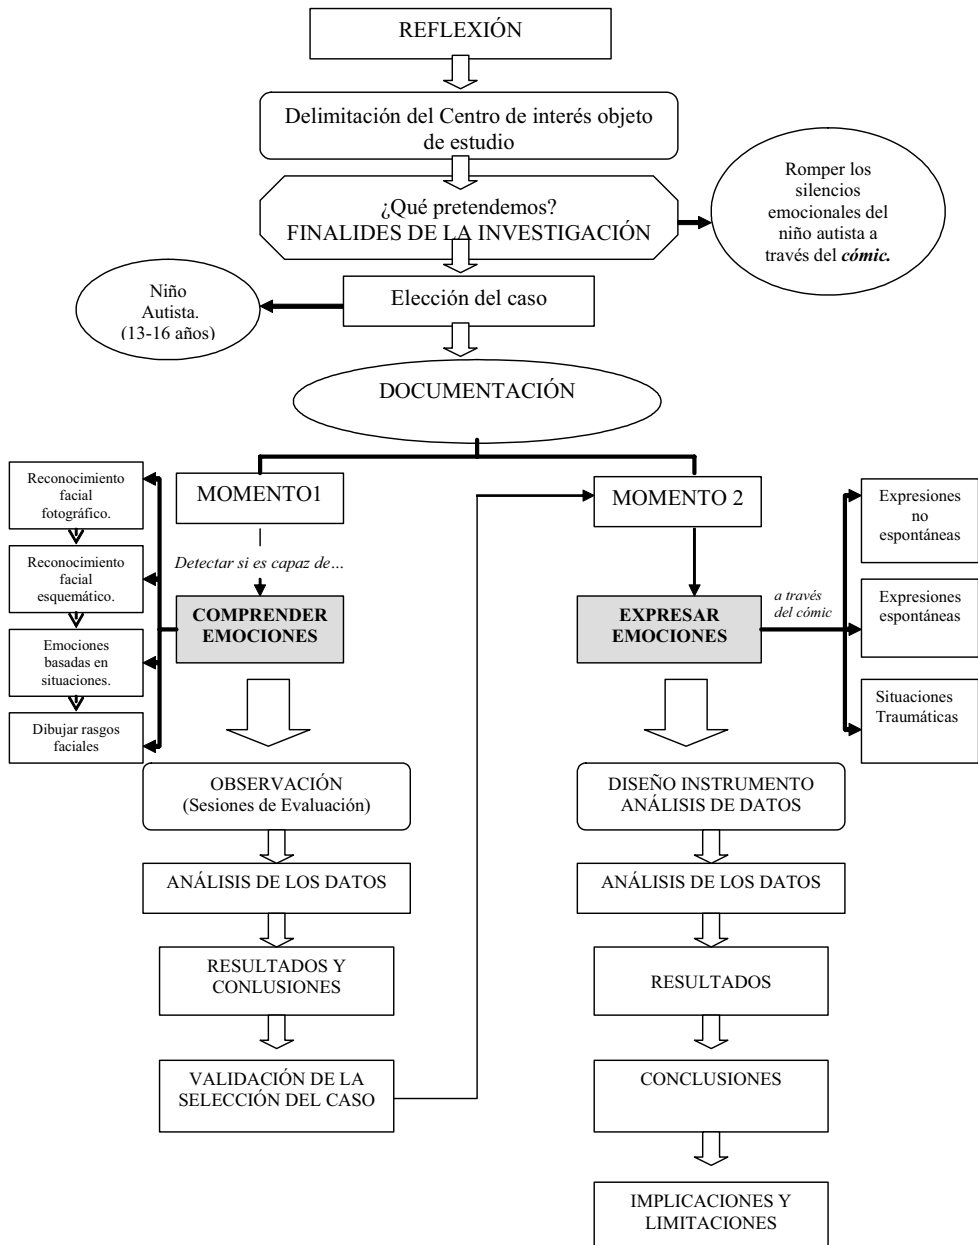 REFLEXIÓN
Delimitación del Centro de interés objeto
de estudio
¿Qué pretendemos?
FINALIDES DE LA INVESTIGACIÓN
Romper los
silencios
emocionales del
niño autista a
través del cómic.
Elección del caso
Niño
Autista.
(13-16 años)
DOCUMENTACIÓN
MOMENTO1
Detectar si es capaz de…
COMPRENDER
EMOCIONES
Reconocimiento
facial
fotográfico.
Reconocimiento
facial
esquemático.
Emociones
basadas en
situaciones.
Dibujar rasgos
faciales
OBSERVACIÓN
(Sesiones de Evaluación)
ANÁLISIS DE LOS DATOS
RESULTADOS Y
CONLUSIONES
VALIDACIÓN DE LA
SELECCIÓN DEL CASO
MOMENTO 2
EXPRESAR
EMOCIONES
a través
del cómic
Expresiones
no
espontáneas
Expresiones
espontáneas
Situaciones
Traumáticas
DISEÑO INSTRUMENTO
ANÁLISIS DE DATOS
ANÁLISIS DE LOS DATOS
RESULTADOS
CONCLUSIONES
IMPLICACIONES Y
LIMITACIONES